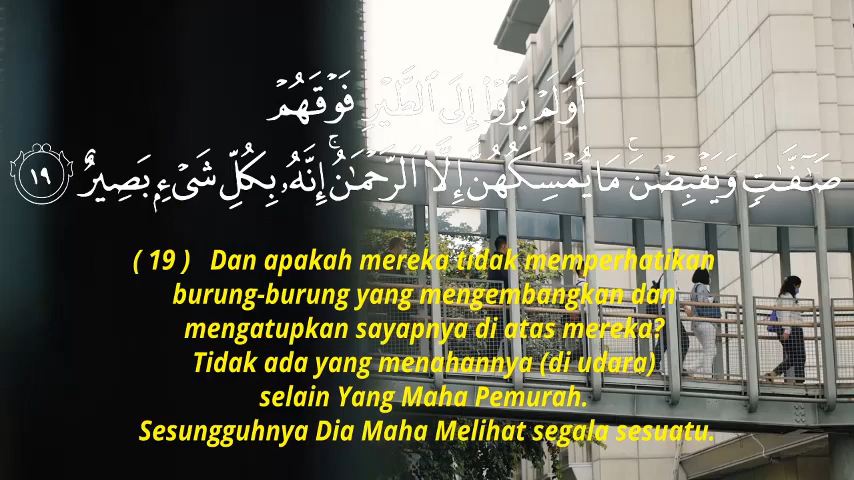 أَوَلَمْ يَرَوْا۟ إِلَى ٱلطَّيْرِ فَوْقَهُمْ
صَـٰٓفَّـٰتٍ وَيَقْبِضْنَ ۚ مَا يُمْسِكُهُنَّ إِلَّا ٱلرَّحْمَـٰنُ ۚ إِنَّهُۥ بِكُلِّ شَىْءٍۭ بَصِيرٌ ١٩
( 19 ) Dan apakah mereka tidak memperhatikan
burung-burung yang mengembangkan dan
mengatupkan sayapnya di atas mereka?
Tidak ada yang menahannya (di udara)
selain Yang Maha Pemurah.
Sesungguhnya Dia Maha Melihat segala sesuatu.